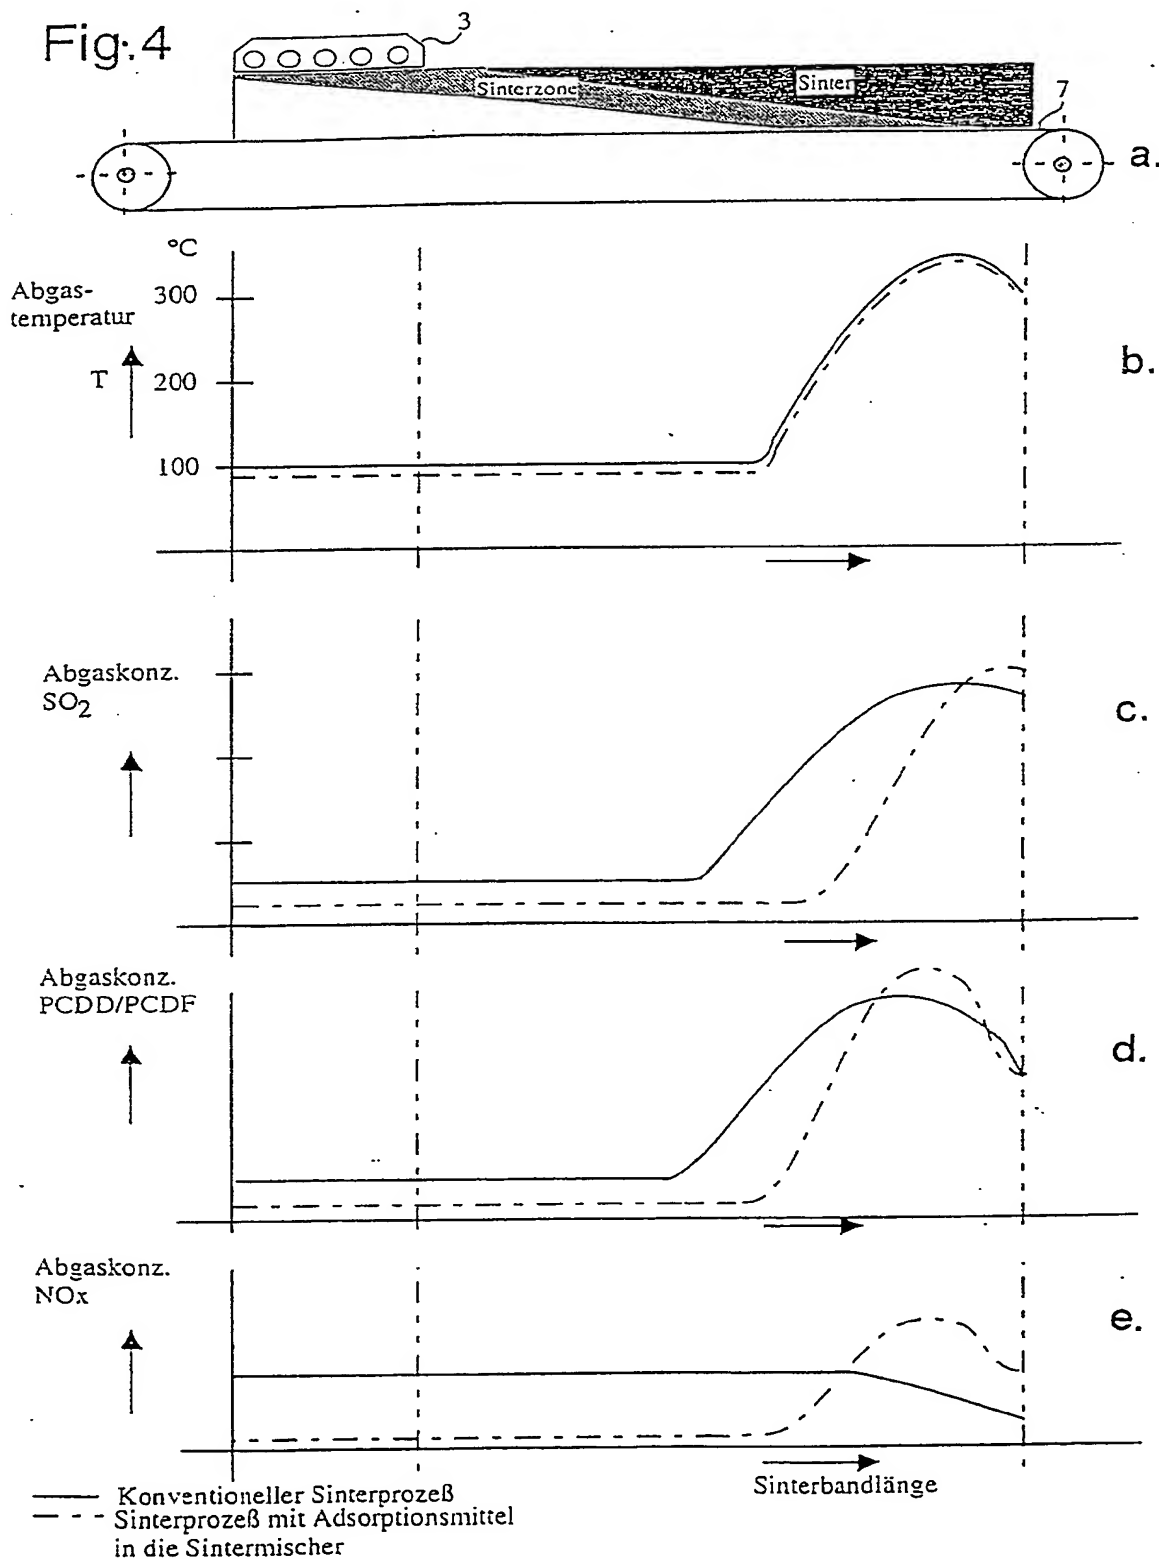 Fig.4
3
Sinterzone
Sinter
7
a.
°C
Abgas-
temperatur
300
T
200
100
b.
Abgaskonz.
SO2
c.
Abgaskonz.
PCDD/PCDF
d.
Abgaskonz.
NOx
e.
Sinterbandlänge
Konventioneller Sinterprozeß
Sinterprozeß mit Adsorptionsmittel
in die Sintermischer